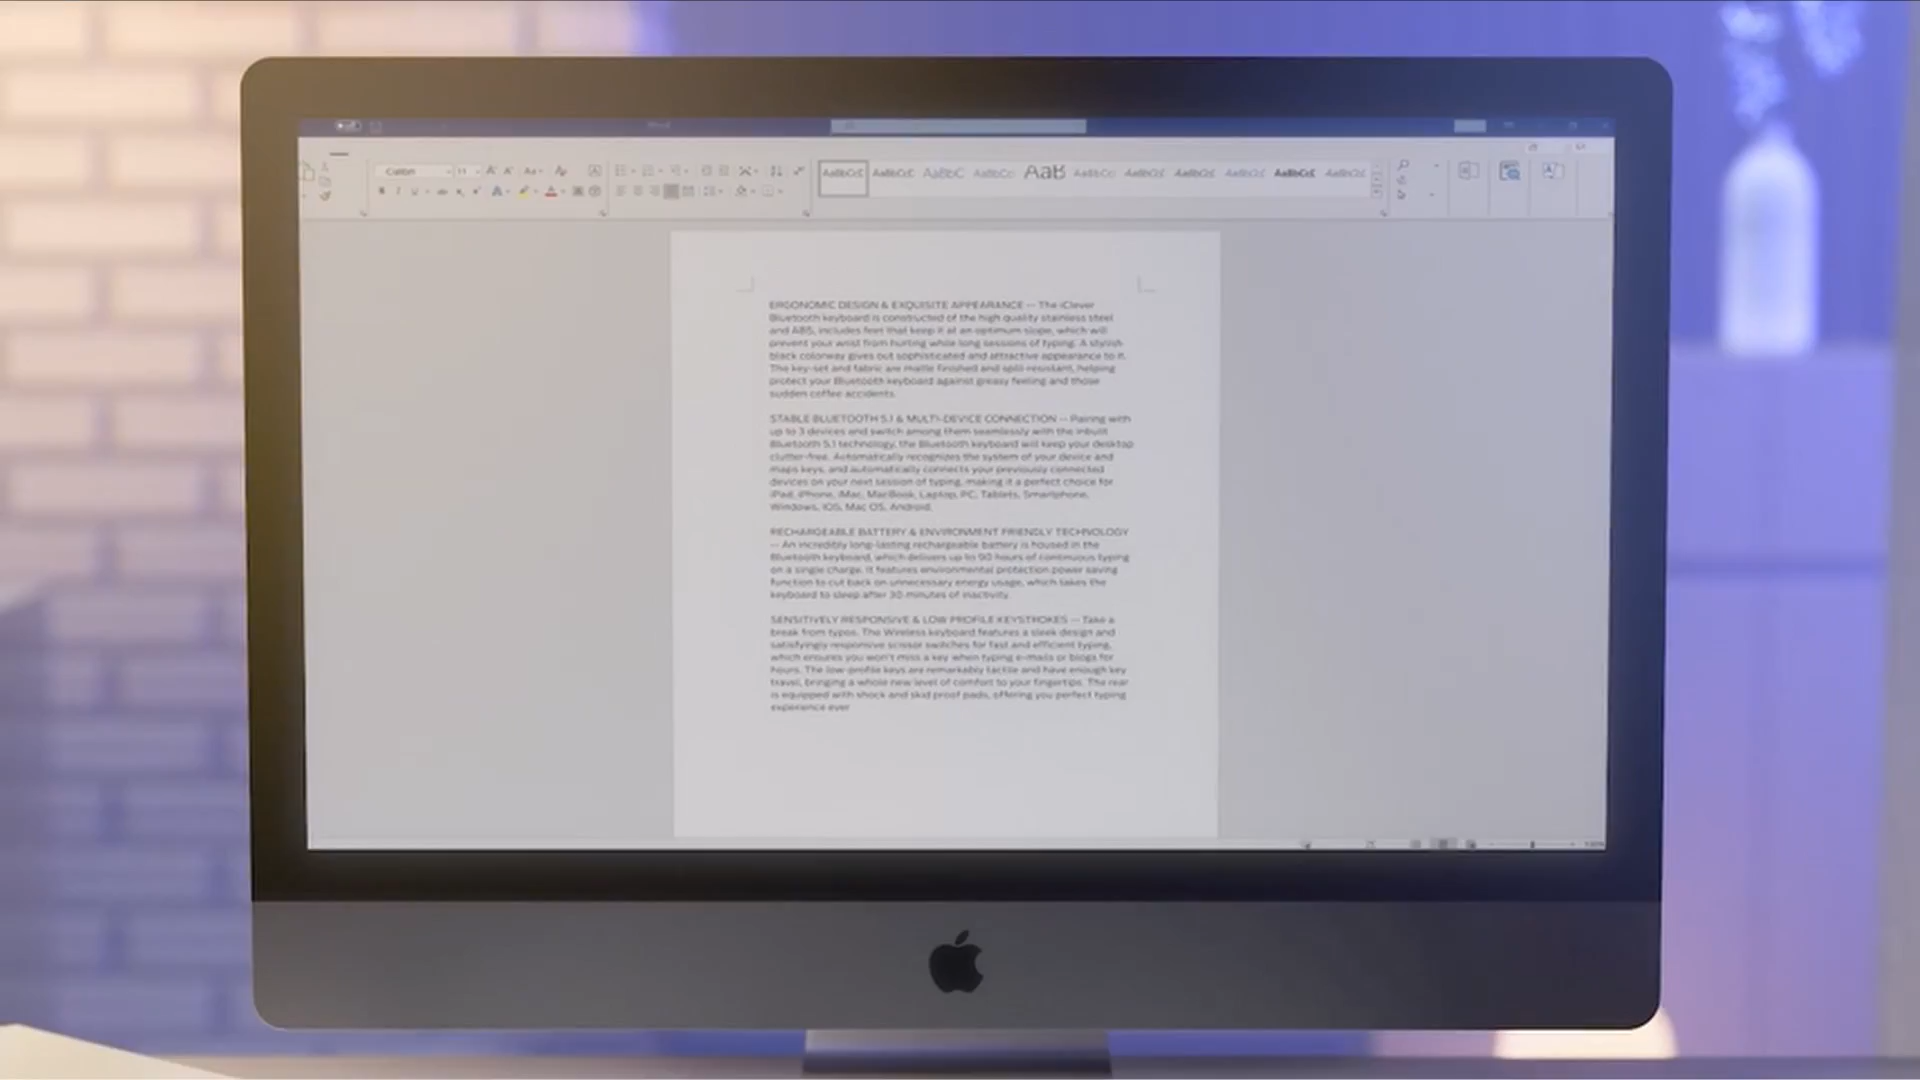 Calibri 11
AaBbCcC AaBbCcC AaBbC AaBbCcC AaB AaBbCcC AaBbCcC AaBbCcC AaBbCcC AaBbCcC AaBbCcC
ERGONOMIC DESIGN & EXQUISITE APPEARANCE -- The iClever
Bluetooth keyboard is constructed of the high quality stainless steel
and ABS, includes feet that keep it at an optimum slope, which will
prevent your wrist from hurting while long sessions of typing. A stylish
black colorway gives out sophisticated and attractive appearance to it.
The key-set and fabric are matte finished and spill-resistant, helping
protect your Bluetooth keyboard against greasy feeling and those
sudden coffee accidents.
STABLE BLUETOOTH 5.1 & MULTI-DEVICE CONNECTION -- Pairing with
up to 3 devices and switch among them seamlessly with the inbuilt
Bluetooth 5.1 technology, the Bluetooth keyboard will keep your desktop
clutter-free. Automatically recognizes the system of your device and
maps keys, and automatically connects your previously connected
devices on your next session of typing, making it a perfect choice for
iPad, iPhone, iMac, MacBook, Laptop, PC, Tablets, Smartphone,
Windows, iOS, Mac OS, Android.
RECHARGEABLE BATTERY & ENVIRONMENT FRIENDLY TECHNOLOGY
-- An incredibly long-lasting rechargeable battery is housed in the
Bluetooth keyboard, which delivers up to 90 hours of continuous typing
on a single charge. It features environmental protection power saving
function to cut back on unnecessary energy usage, which takes the
keyboard to sleep after 30 minutes of inactivity.
SENSITIVELY RESPONSIVE & LOW PROFILE KEYSTROKES -- Take a
break from typos. The Wireless keyboard features a sleek design and
satisfyingly responsive scissor switches for fast and efficient typing,
which ensures you won't miss a key when typing e-mails or blogs for
hours. The low-profile keys are remarkably tactile and have enough key
travel, bringing a whole new level of comfort to your fingertips. The rear
is equipped with shock and skid proof pads, offering you perfect typing
experience ever